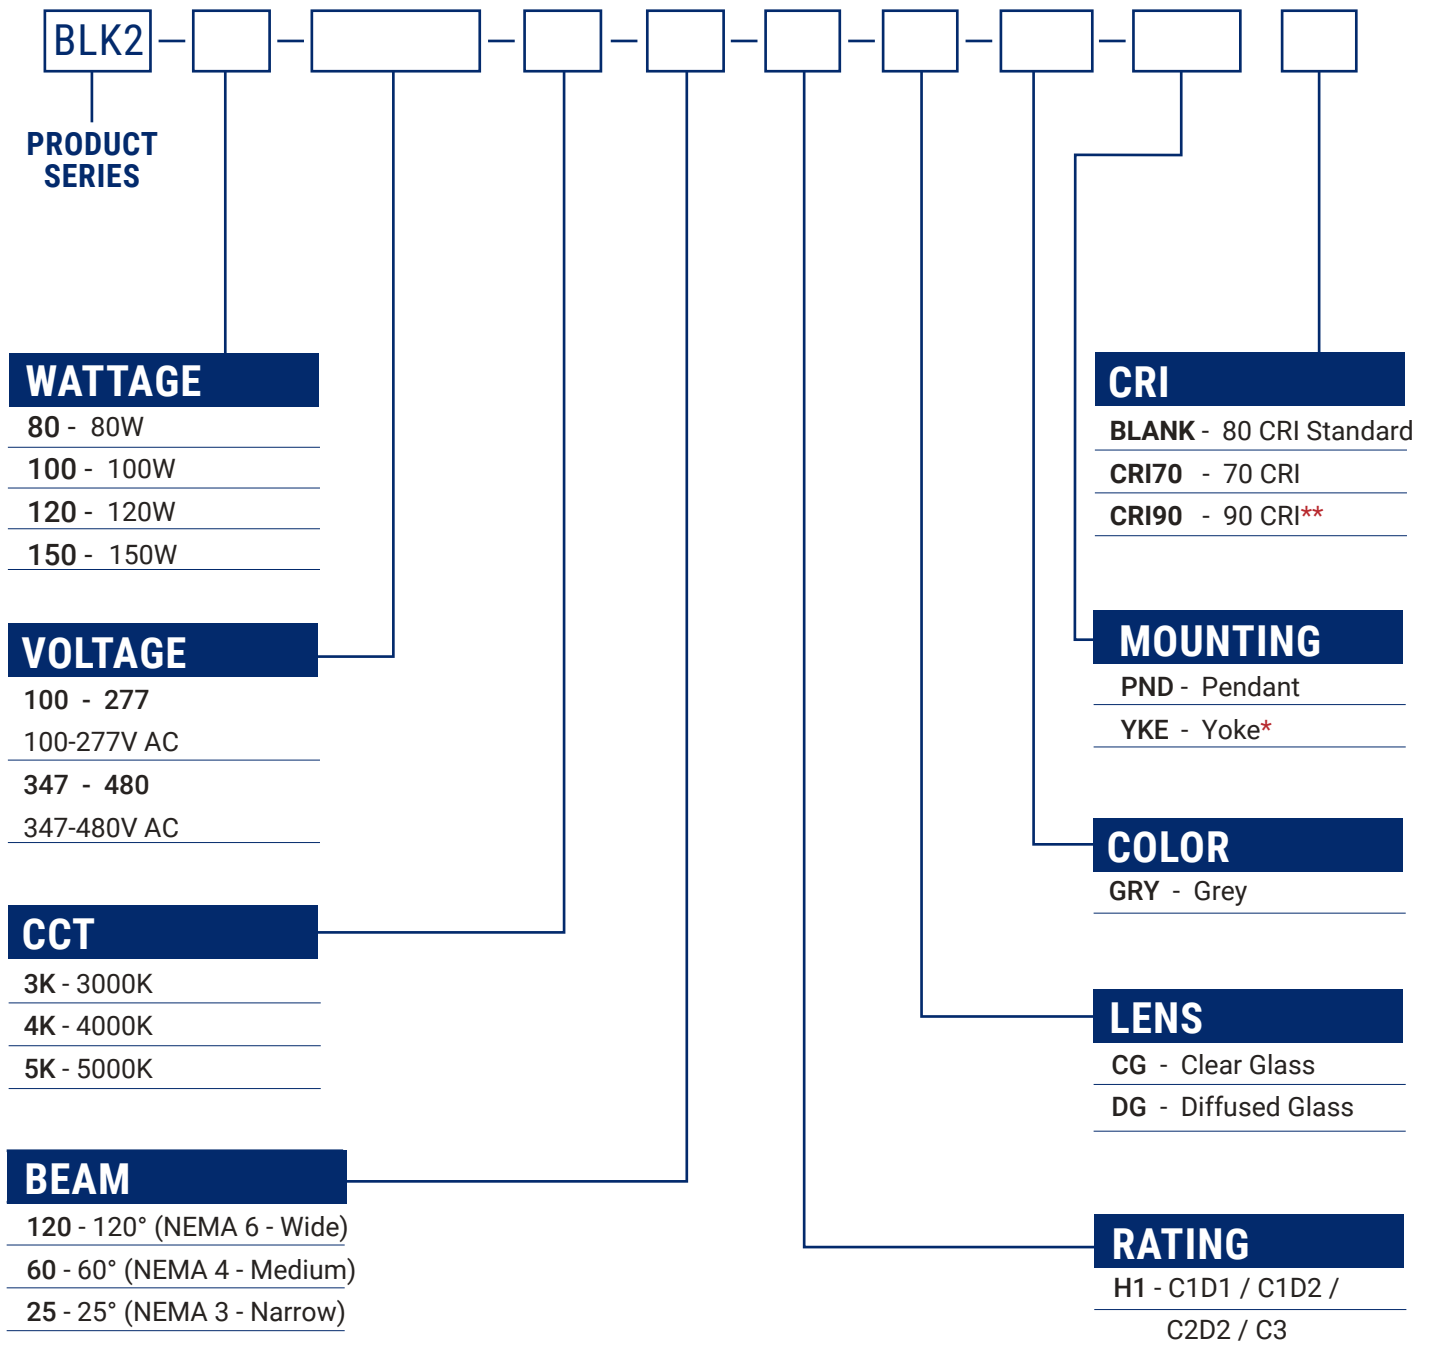 BLK2
PRODUCT
SERIES
WATTAGE
80 - 80W
100 - 100W
120 - 120W
150 - 150W
VOLTAGE
100 - 277
100-277V AC
347 - 480
347-480V AC
CCT
3K - 3000K
4K - 4000K
5K - 5000K
BEAM
120 - 120° (NEMA 6 - Wide)
60 - 60° (NEMA 4 - Medium)
25 - 25° (NEMA 3 - Narrow)
CRI
BLANK - 80 CRI Standard
CRI70 - 70 CRI
CRI90 - 90 CRI**
MOUNTING
PND - Pendant
YKE - Yoke*
COLOR
GRY - Grey
LENS
CG - Clear Glass
DG - Diffused Glass
RATING
H1 - C1D1 / C1D2 /
C2D2 / C3